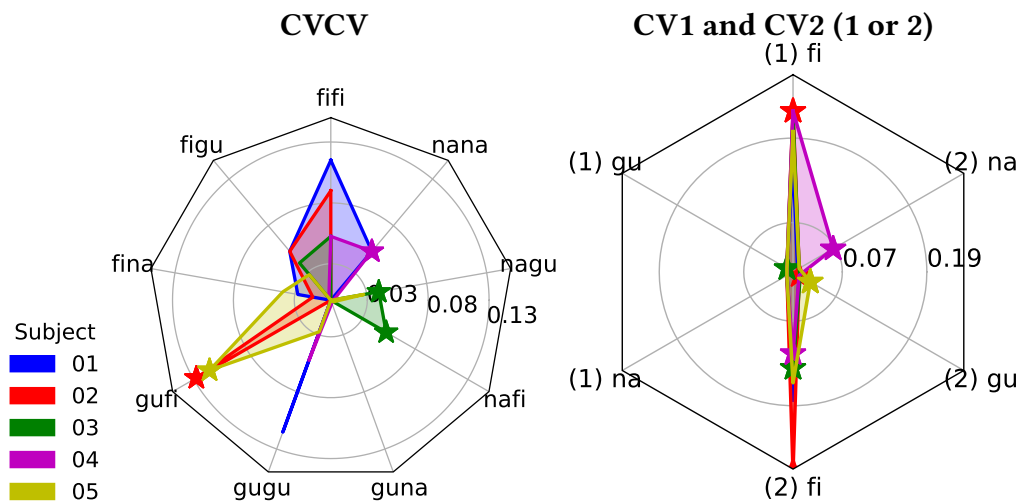 CVCV
CV1 and CV2 (1 or 2)
fifi
figu
nana
fina
nagu
0.03
0.08
0.13
gufi
nafi
gugu
guna
Subject
01
02
03
04
05
(1) fi
(1) gu
(2) na
0.07
0.19
(1) na
(2) gu
(2) fi